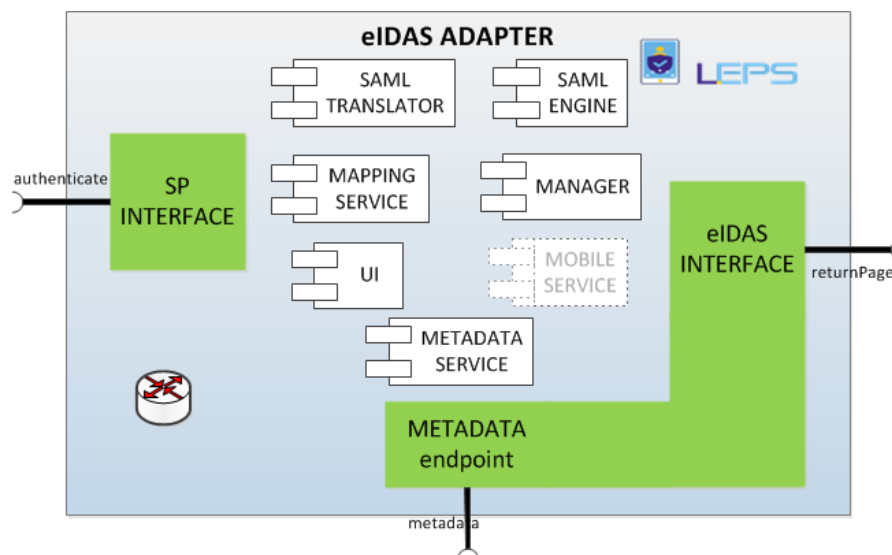 eIDAS ADAPTER
LEPS
SAML
TRANSLATOR
SAML
ENGINE
authenticate
SP
INTERFACE
MAPPING
SERVICE
MANAGER
eIDAS
INTERFACE
returnPage
UI
MOBILE
SERVICE
METADATA
SERVICE
METADATA
endpoint
metadata